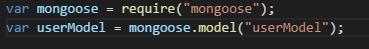 var mongoose = require("mongoose");
var userModel = mongoose.model("userModel");